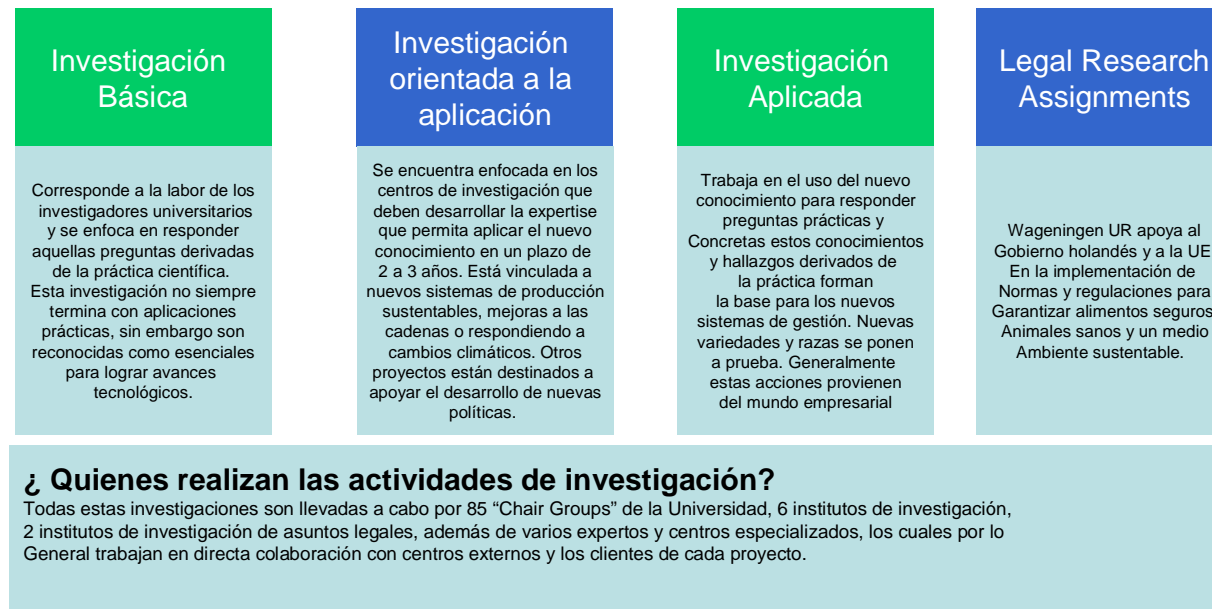 Investigación
Básica
Corresponde a la labor de los
investigadores universitarios
y se enfoca en responder
aquellas preguntas derivadas
de la práctica científica.
Esta investigación no siempre
termina con aplicaciones
prácticas, sin embargo son
reconocidas como esenciales
para lograr avances
tecnológicos.
Investigación
orientada a la
aplicación
Se encuentra enfocada en los
centros de investigación que
deben desarrollar la expertise
que permita aplicar el nuevo
conocimiento en un plazo de
2 a 3 años. Está vinculada a
nuevos sistemas de producción
sustentables, mejoras a las
cadenas o respondiendo a
cambios climáticos. Otros
proyectos están destinados a
apoyar el desarrollo de nuevas
políticas.
Investigación
Aplicada
Trabaja en el uso del nuevo
conocimiento para responder
preguntas prácticas y
Concretas estos conocimientos
y hallazgos derivados de
la práctica forman
la base para los nuevos
sistemas de gestión. Nuevas
variedades y razas se ponen
a prueba. Generalmente
estas acciones provienen
del mundo empresarial
Legal Research
Assignments
Wageningen UR apoya al
Gobierno holandés y a la UE
En la implementación de
Normas y regulaciones para
Garantizar alimentos seguros
Animales sanos y un medio
Ambiente sustentable.
¿ Quienes realizan las actividades de investigación?
Todas estas investigaciones son llevadas a cabo por 85 “Chair Groups” de la Universidad, 6 institutos de investigación,
2 institutos de investigación de asuntos legales, además de varios expertos y centros especializados, los cuales por lo
General trabajan en directa colaboración con centros externos y los clientes de cada proyecto.